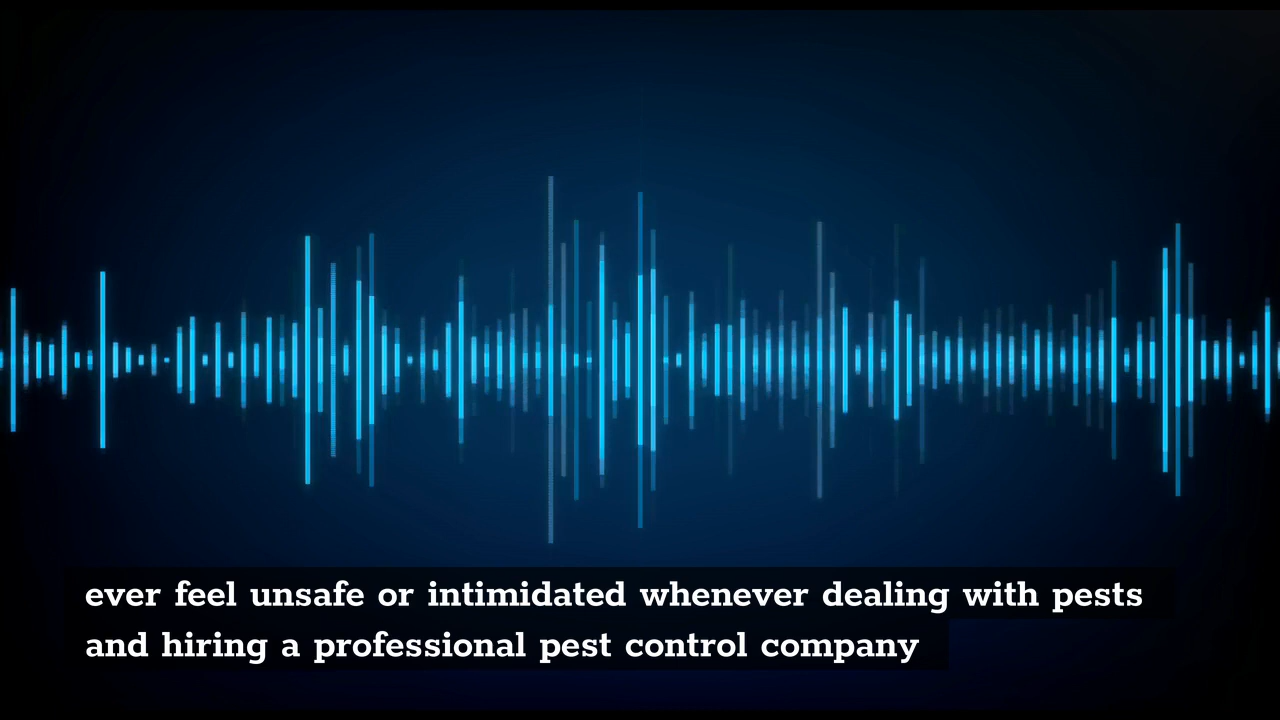 ever feel unsafe or intimidated whenever dealing with pests
and hiring a professional pest control company